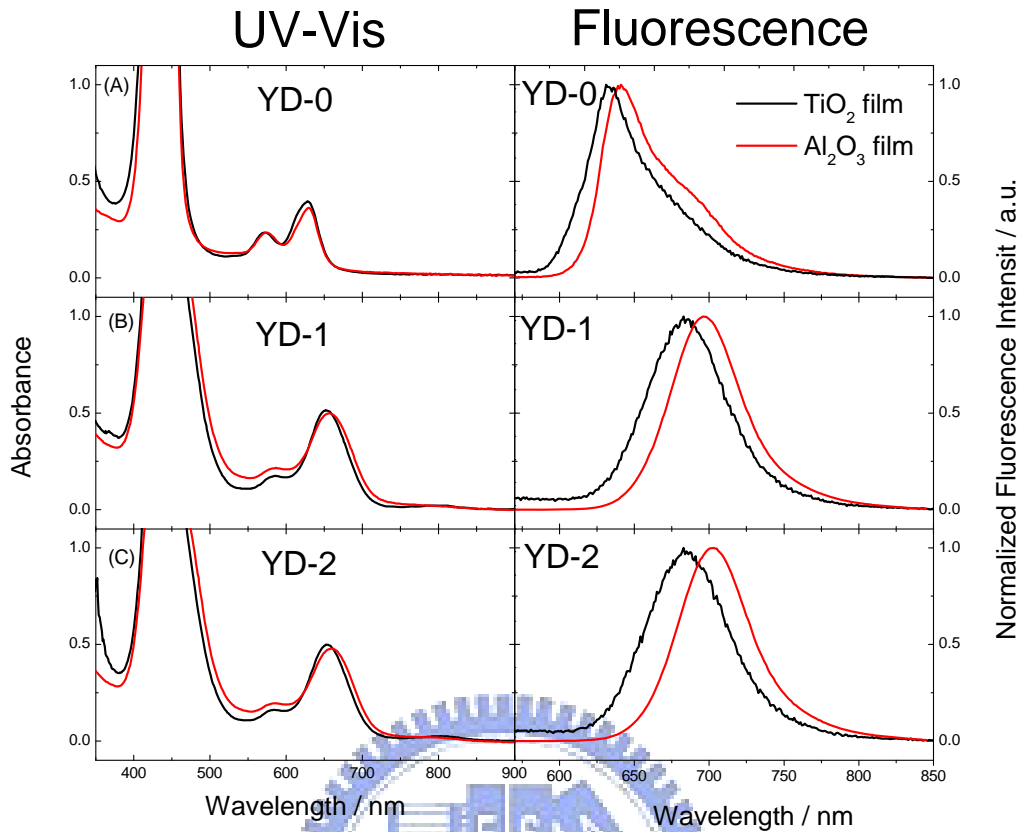 UV-Vis
Fluorescence
(A)
YD-0
YD-0
TiO₂ film
Al₂O₃ film
(B)
YD-1
YD-1
(C)
YD-2
YD-2
1.0
0.5
0.0
1.0
0.5
0.0
1.0
0.5
0.0
1.0
0.5
0.0
1.0
0.5
0.0
1.0
0.5
0.0
Absorbance
Normalized Fluorescence Intensit / a.u.
400 500 600 700 800 900
600 650 700 750 800 850
Wavelength / nm
Wavelength / nm